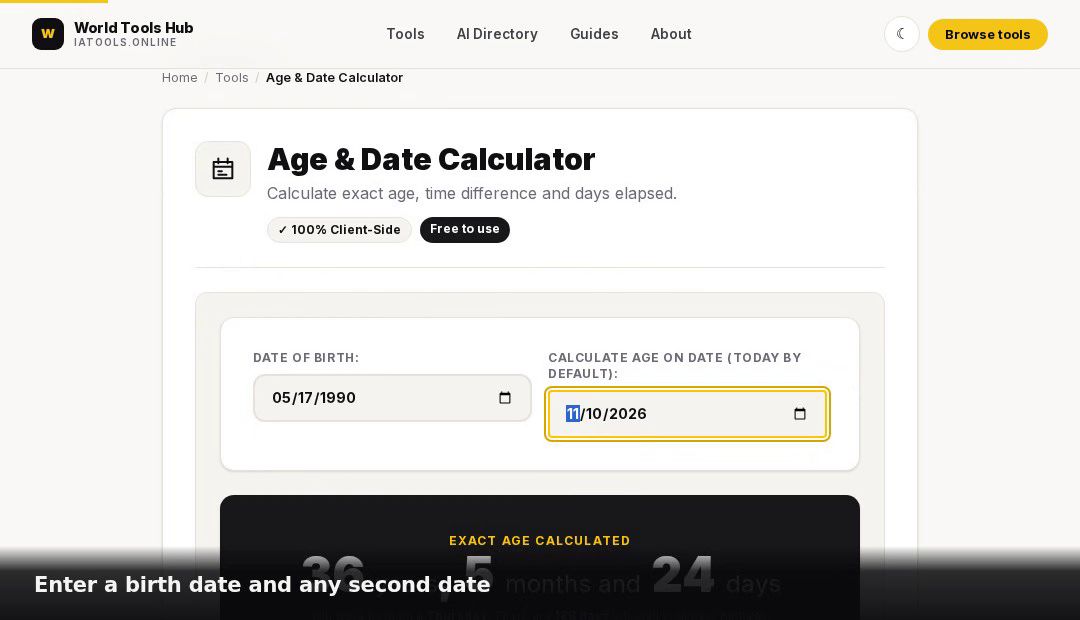 W
World Tools Hub
IATOOLS.ONLINE
Tools
AI Directory
Guides
About
☾
Browse tools
Home / Tools / Age & Date Calculator
Age & Date Calculator
Calculate exact age, time difference and days elapsed.
✓ 100% Client-Side
Free to use
DATE OF BIRTH:
05/17/1990
CALCULATE AGE ON DATE (TODAY BY
DEFAULT):
11/10/2026
EXACT AGE CALCULATED
36 5 months and 24 days
Enter a birth date and any second date